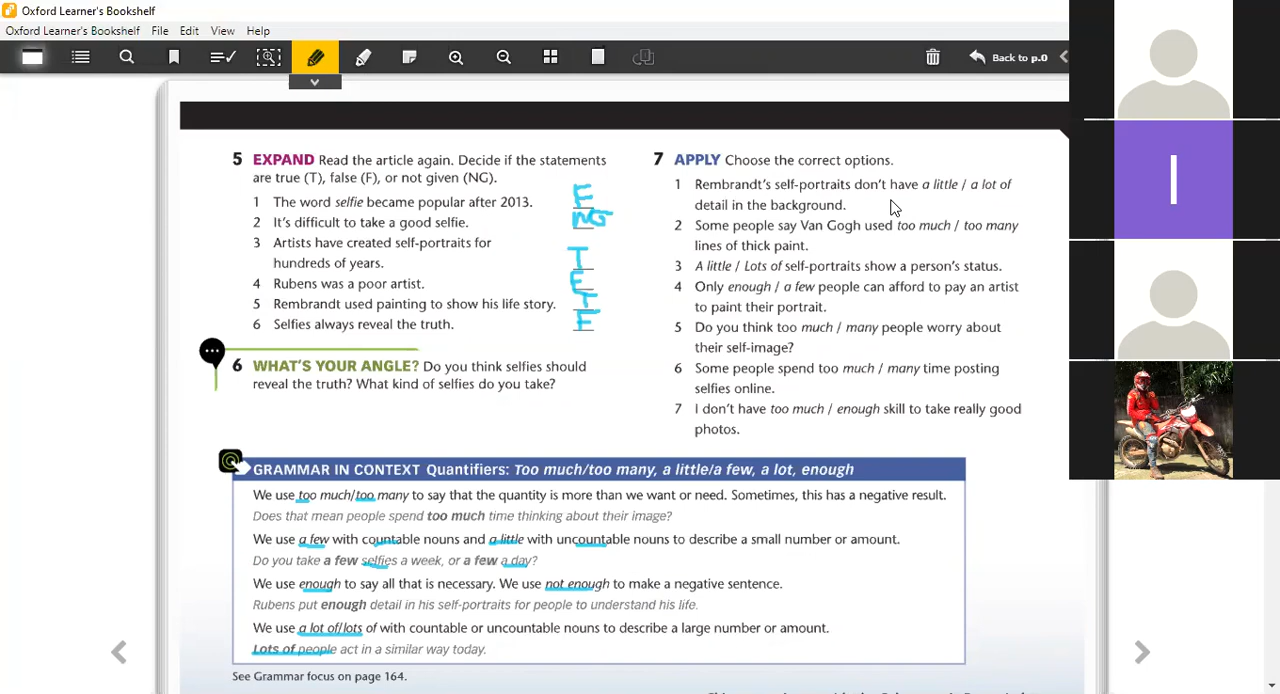 Oxford Learner's Bookshelf
Oxford Learner's Bookshelf File Edit View Help
Back to p.0
5 EXPAND Read the article again. Decide if the statements
are true (T), false (F), or not given (NG).
1 The word selfie became popular after 2013. F
2 It's difficult to take a good selfie. NG
3 Artists have created self-portraits for
hundreds of years. T
4 Rubens was a poor artist. F
5 Rembrandt used painting to show his life story. T
6 Selfies always reveal the truth. F
6 WHAT'S YOUR ANGLE? Do you think selfies should
reveal the truth? What kind of selfies do you take?
7 APPLY Choose the correct options.
1 Rembrandt's self-portraits don't have a little / a lot of
detail in the background.
2 Some people say Van Gogh used too much / too many
lines of thick paint.
3 A little / Lots of self-portraits show a person's status.
4 Only enough / a few people can afford to pay an artist
to paint their portrait.
5 Do you think too much / many people worry about
their self-image?
6 Some people spend too much / many time posting
selfies online.
7 I don't have too much / enough skill to take really good
photos.
GRAMMAR IN CONTEXT Quantifiers: Too much/too many, a little/a few, a lot, enough
We use too much/too many to say that the quantity is more than we want or need. Sometimes, this has a negative result.
Does that mean people spend too much time thinking about their image?
We use a few with countable nouns and a little with uncountable nouns to describe a small number or amount.
Do you take a few selfies a week, or a few a day?
We use enough to say all that is necessary. We use not enough to make a negative sentence.
Rubens put enough detail in his self-portraits for people to understand his life.
We use a lot of/lots of with countable or uncountable nouns to describe a large number or amount.
Lots of people act in a similar way today.
See Grammar focus on page 164.
I